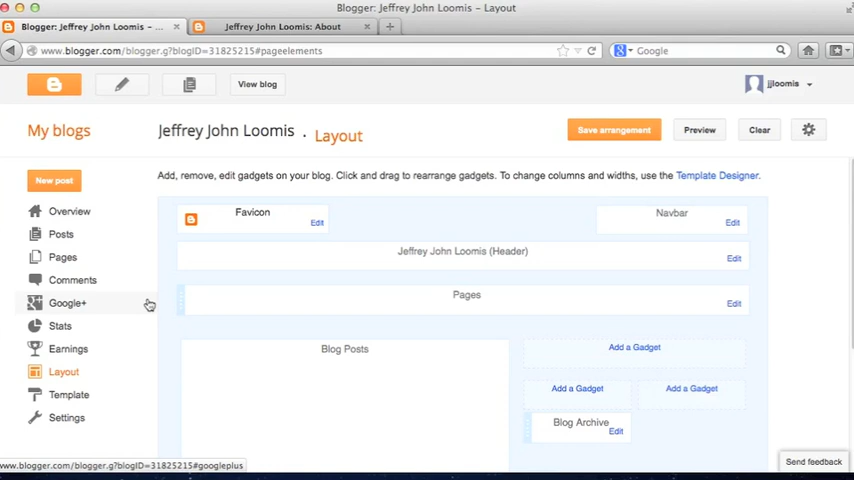 Blogger: Jeffrey John Loomis – Layout
Blogger: Jeffrey John Loomis – ...
Jeffrey John Loomis: About
www.blogger.com/blogger.g?blogID=31825215#pageelements
Google
View blog
jjloomis
My blogs
Jeffrey John Loomis . Layout
Save arrangement
Preview
Clear
New post
Add, remove, edit gadgets on your blog. Click and drag to rearrange gadgets. To change columns and widths, use the Template Designer.
Overview
Posts
Pages
Comments
Google+
Stats
Earnings
Layout
Template
Settings
Favicon
Edit
Navbar
Edit
Jeffrey John Loomis (Header)
Edit
Pages
Edit
Blog Posts
Add a Gadget
Add a Gadget
Add a Gadget
Blog Archive
Edit
www.blogger.com/blogger.g?blogID=31825215#googleplus
Send feedback